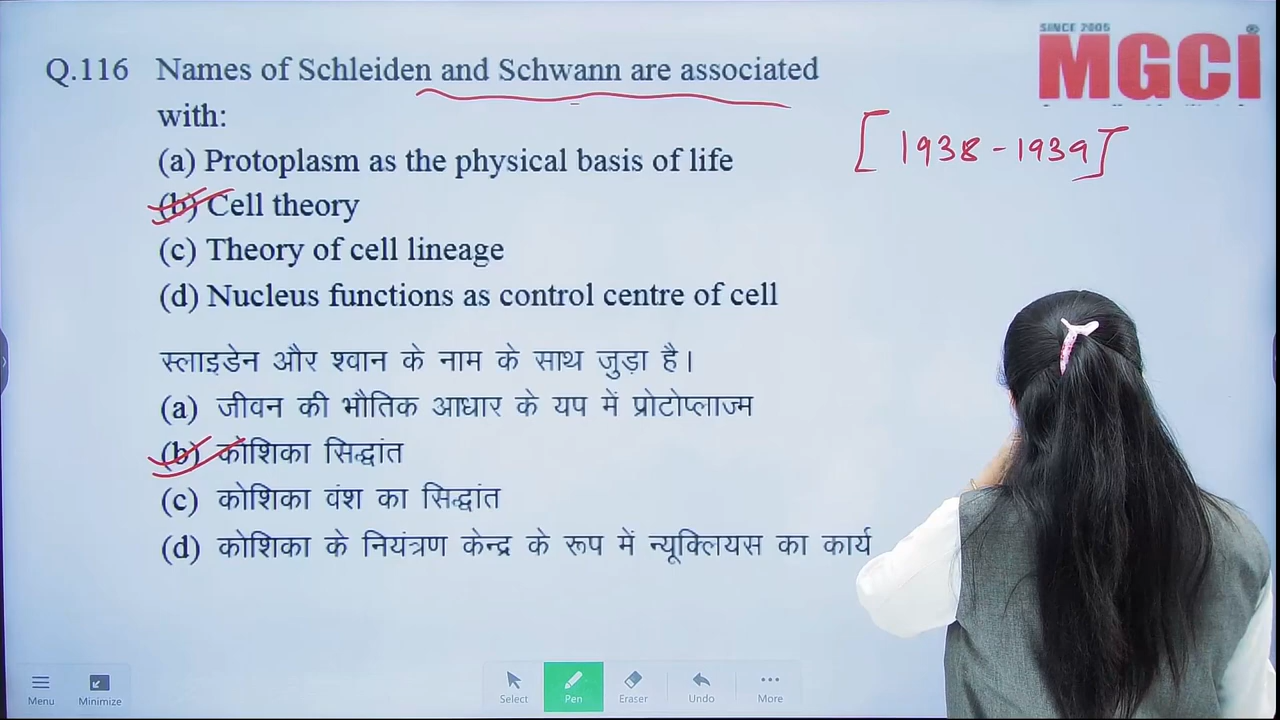 SINCE 2005
MGCI
Q.116 Names of Schleiden and Schwann are associated
with:
[1938-1939]
(a) Protoplasm as the physical basis of life
(b) Cell theory
(c) Theory of cell lineage
(d) Nucleus functions as control centre of cell
स्लाइडेन और श्वान के नाम के साथ जुड़ा है।
(a) जीवन की भौतिक आधार के यप में प्रोटोप्लाज्म
(b) कोशिका सिद्धांत
(c) कोशिका वंश का सिद्धांत
(d) कोशिका के नियंत्रण केन्द्र के रूप में न्यूक्लियस का कार्य
Menu
Minimize
Select
Pen
Eraser
Undo
More